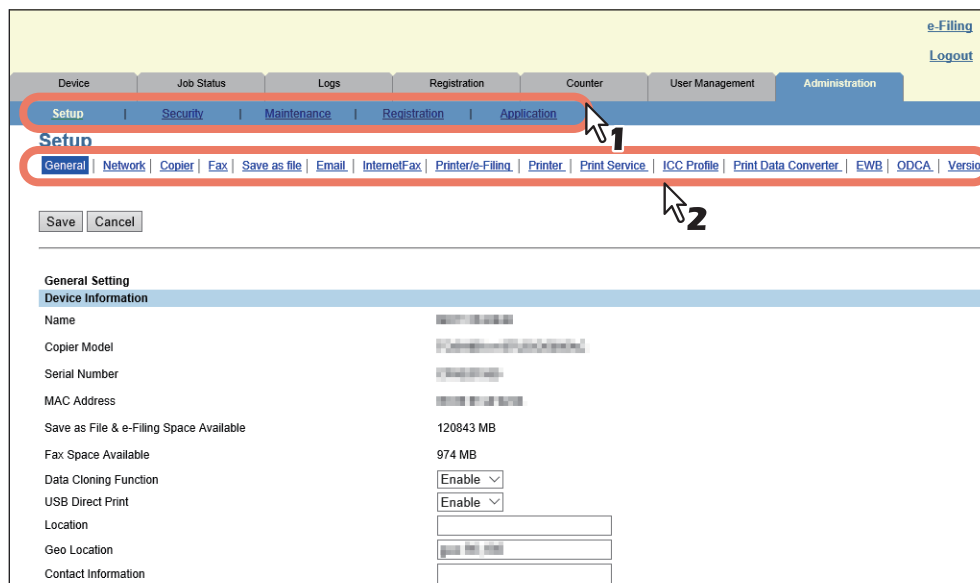 e-Filing
Logout
Device Job Status Logs Registration Counter User Management Administration
Setup | Security | Maintenance | Registration | Application
1
Setup
General | Network | Copier | Fax | Save as file | Email | InternetFax | Printer/e-Filing | Printer | Print Service | ICC Profile | Print Data Converter | EWB | ODCA | Versio
2
Save Cancel
General Setting
Device Information
Name
Copier Model
Serial Number
MAC Address
Save as File & e-Filing Space Available 120843 MB
Fax Space Available 974 MB
Data Cloning Function Enable
USB Direct Print Enable
Location
Geo Location
Contact Information